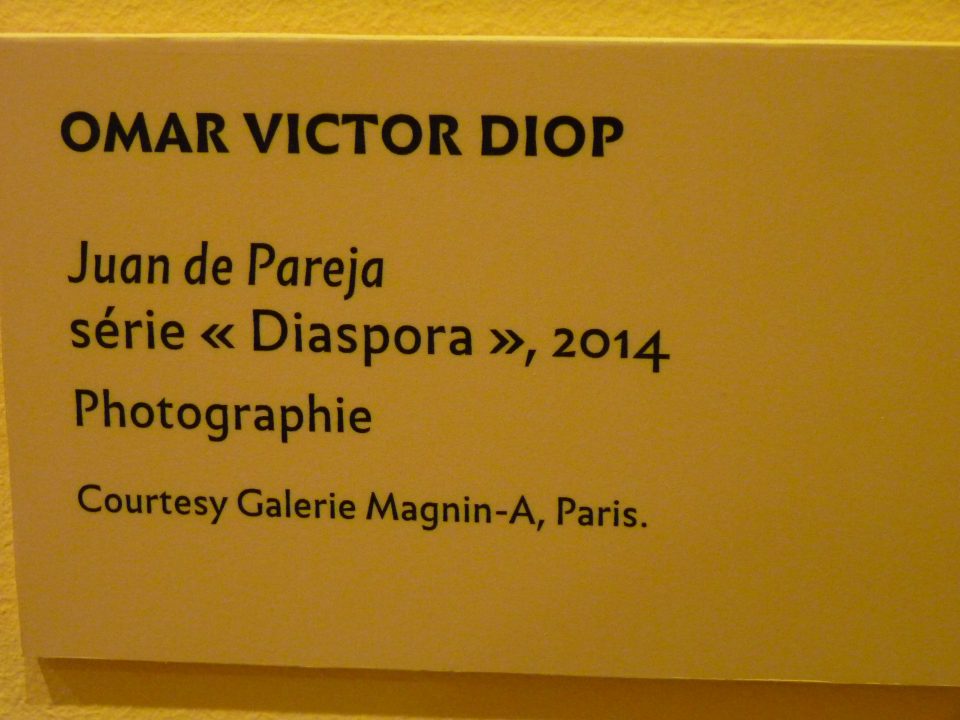 OMAR VICTOR DIOP
Juan de Pareja
série « Diaspora », 2014
Photographie
Courtesy Galerie Magnin-A, Paris.